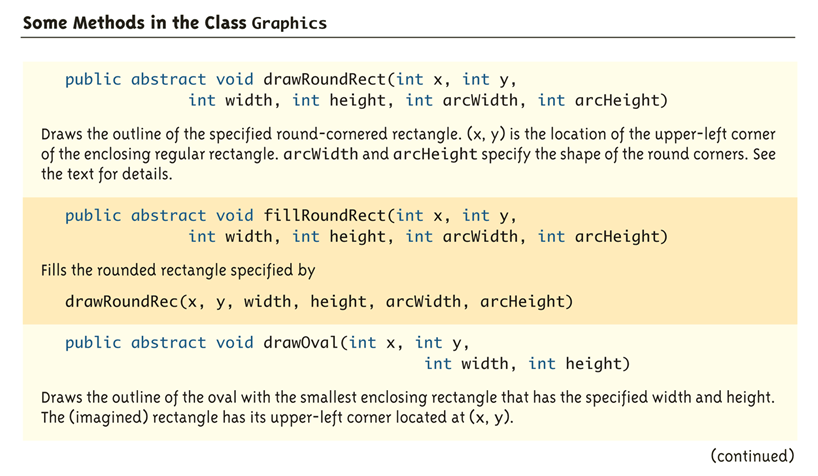 Some Methods in the Class Graphics
public abstract void drawRoundRect(int x, int y,
int width, int height, int arcWidth, int arcHeight)
Draws the outline of the specified round-cornered rectangle. (x, y) is the location of the upper-left corner
of the enclosing regular rectangle. arcWidth and arcHeight specify the shape of the round corners. See
the text for details.
public abstract void fillRoundRect(int x, int y,
int width, int height, int arcWidth, int arcHeight)
Fills the rounded rectangle specified by
drawRoundRec(x, y, width, height, arcWidth, arcHeight)
public abstract void drawOval(int x, int y,
int width, int height)
Draws the outline of the oval with the smallest enclosing rectangle that has the specified width and height.
The (imagined) rectangle has its upper-left corner located at (x, y).
(continued)